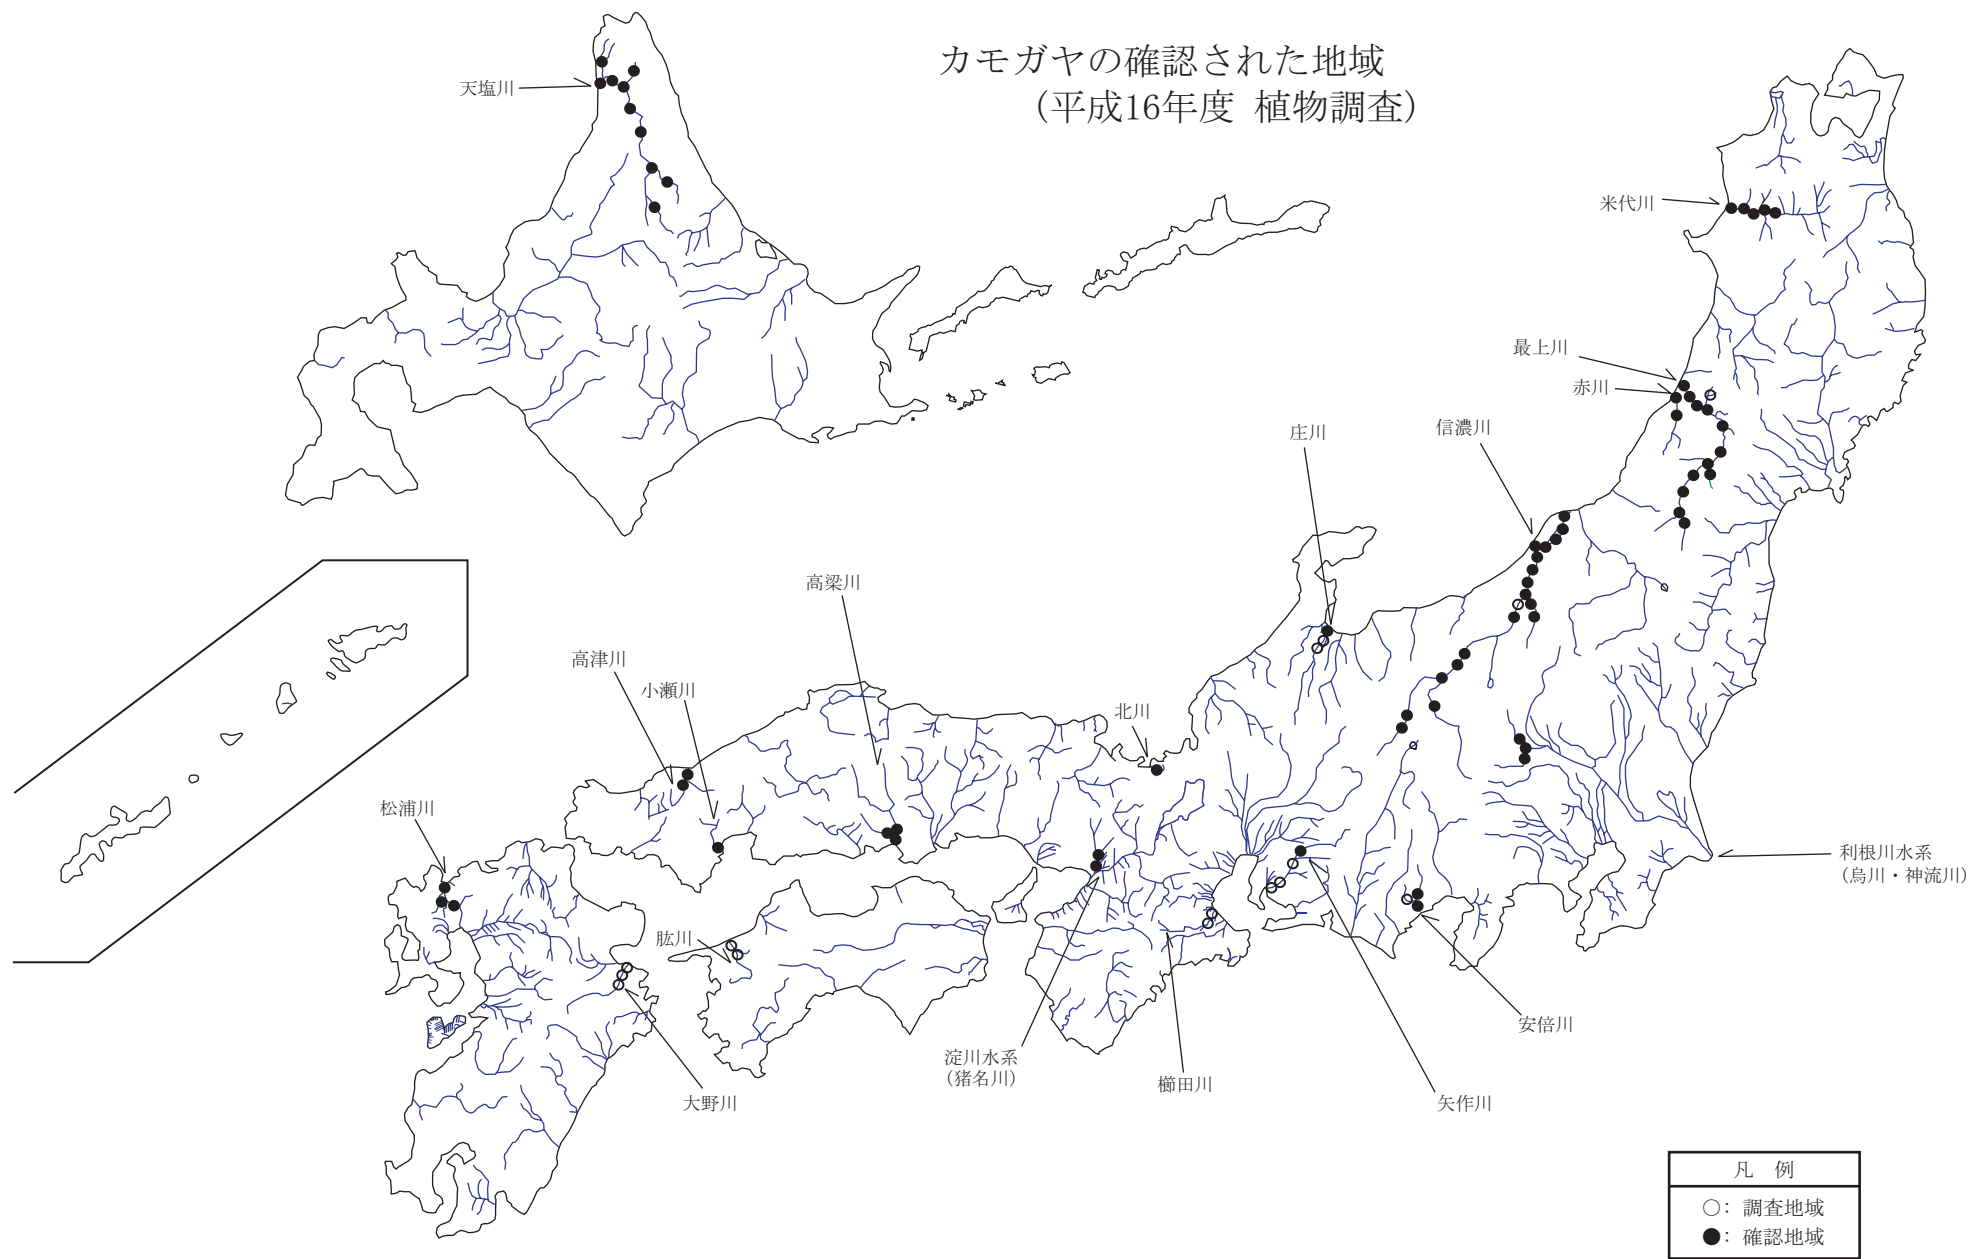 カモガヤの確認された地域
(平成16年度 植物調査)
天塩川
米代川
最上川
赤川
信濃川
庄川
高梁川
高津川
小瀬川
北川
松浦川
利根川水系
(烏川・神流川)
肱川
安倍川
淀川水系
(猪名川)
櫛田川
矢作川
大野川
凡 例
○: 調査地域
●: 確認地域